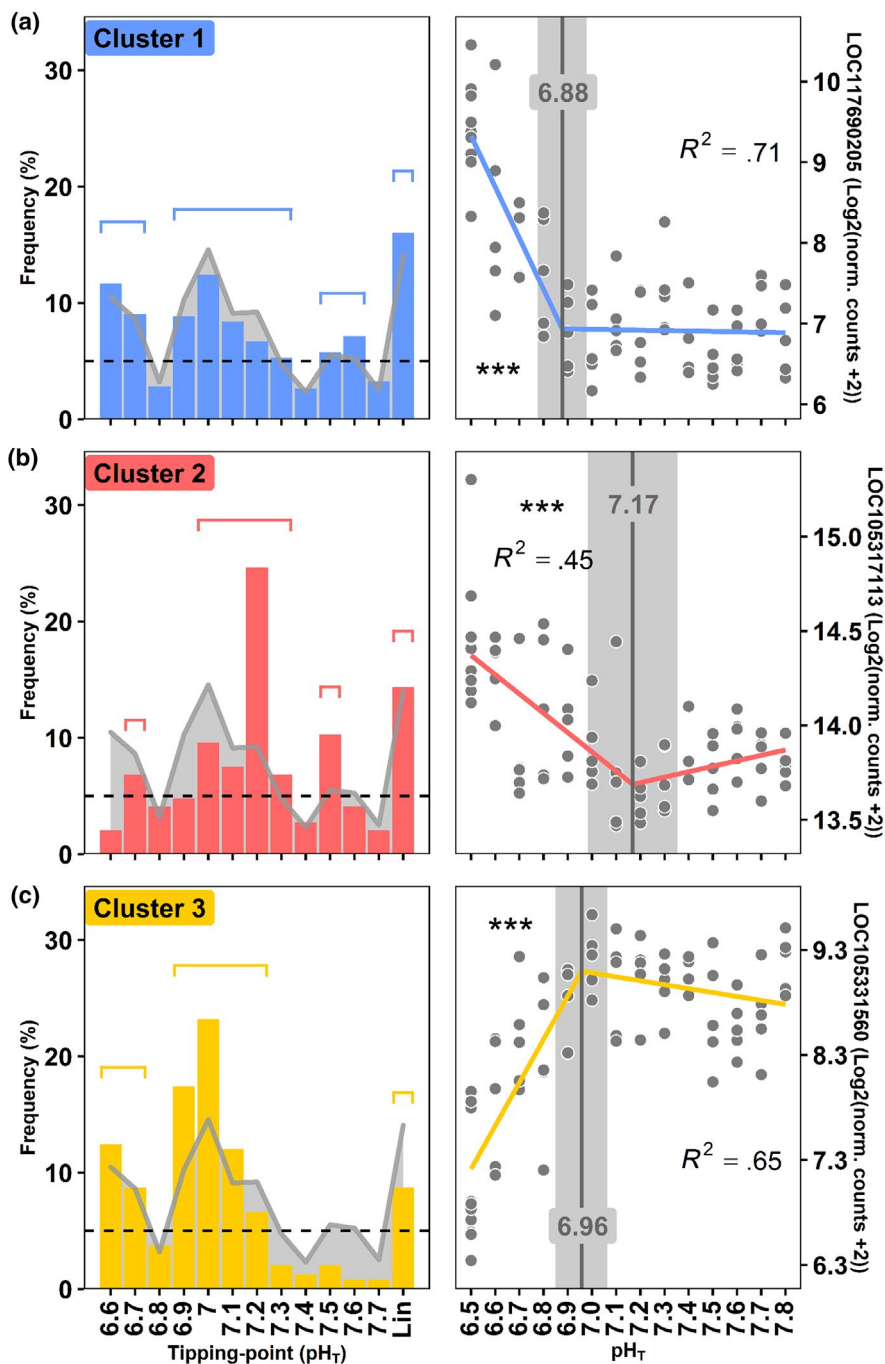 (a)
Cluster 1
Frequency (%)
30
20
10
0
6.88
R² = .71
***
10
9
8
7
6
LOC117690205 (Log2(norm. counts +2))
(b)
Cluster 2
Frequency (%)
30
20
10
0
***
7.17
R² = .45
15.0
14.5
14.0
13.5
LOC105317113 (Log2(norm. counts +2))
(c)
Cluster 3
Frequency (%)
30
20
10
0
***
R² = .65
6.96
9.3
8.3
7.3
6.3
LOC105331560 (Log2(norm. counts +2))
6.6 6.7 6.8 6.9 7 7.1 7.2 7.3 7.4 7.5 7.6 7.7 Lin
Tipping-point (pH_T)
6.5 6.6 6.7 6.8 6.9 7.0 7.1 7.2 7.3 7.4 7.5 7.6 7.7 7.8
pH_T